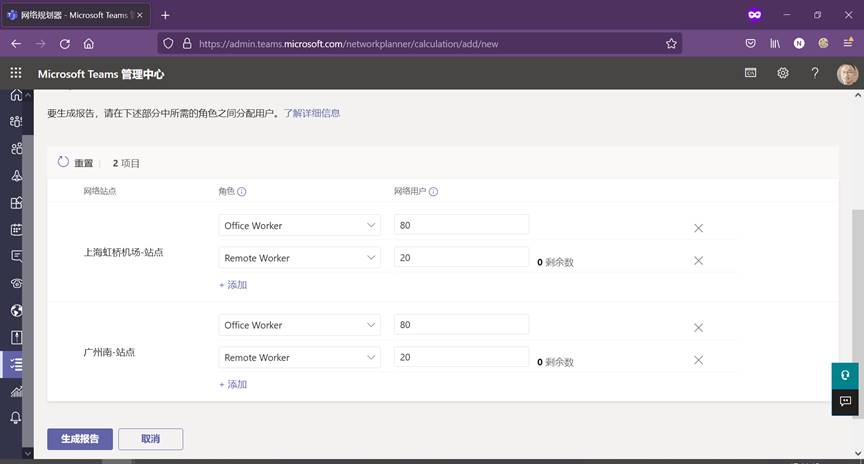 网络规划器 - Microsoft Teams
https://admin.teams.microsoft.com/networkplanner/calculation/add/new
Microsoft Teams 管理中心
要生成报告，请在下述部分中所需的角色之间分配用户。了解详细信息
重置 | 2 项目
网络站点 角色 网络用户
Office Worker 80
上海虹桥机场-站点
Remote Worker 20 0 剩余数
+ 添加
Office Worker 80
广州南-站点
Remote Worker 20 0 剩余数
+ 添加
生成报告 取消